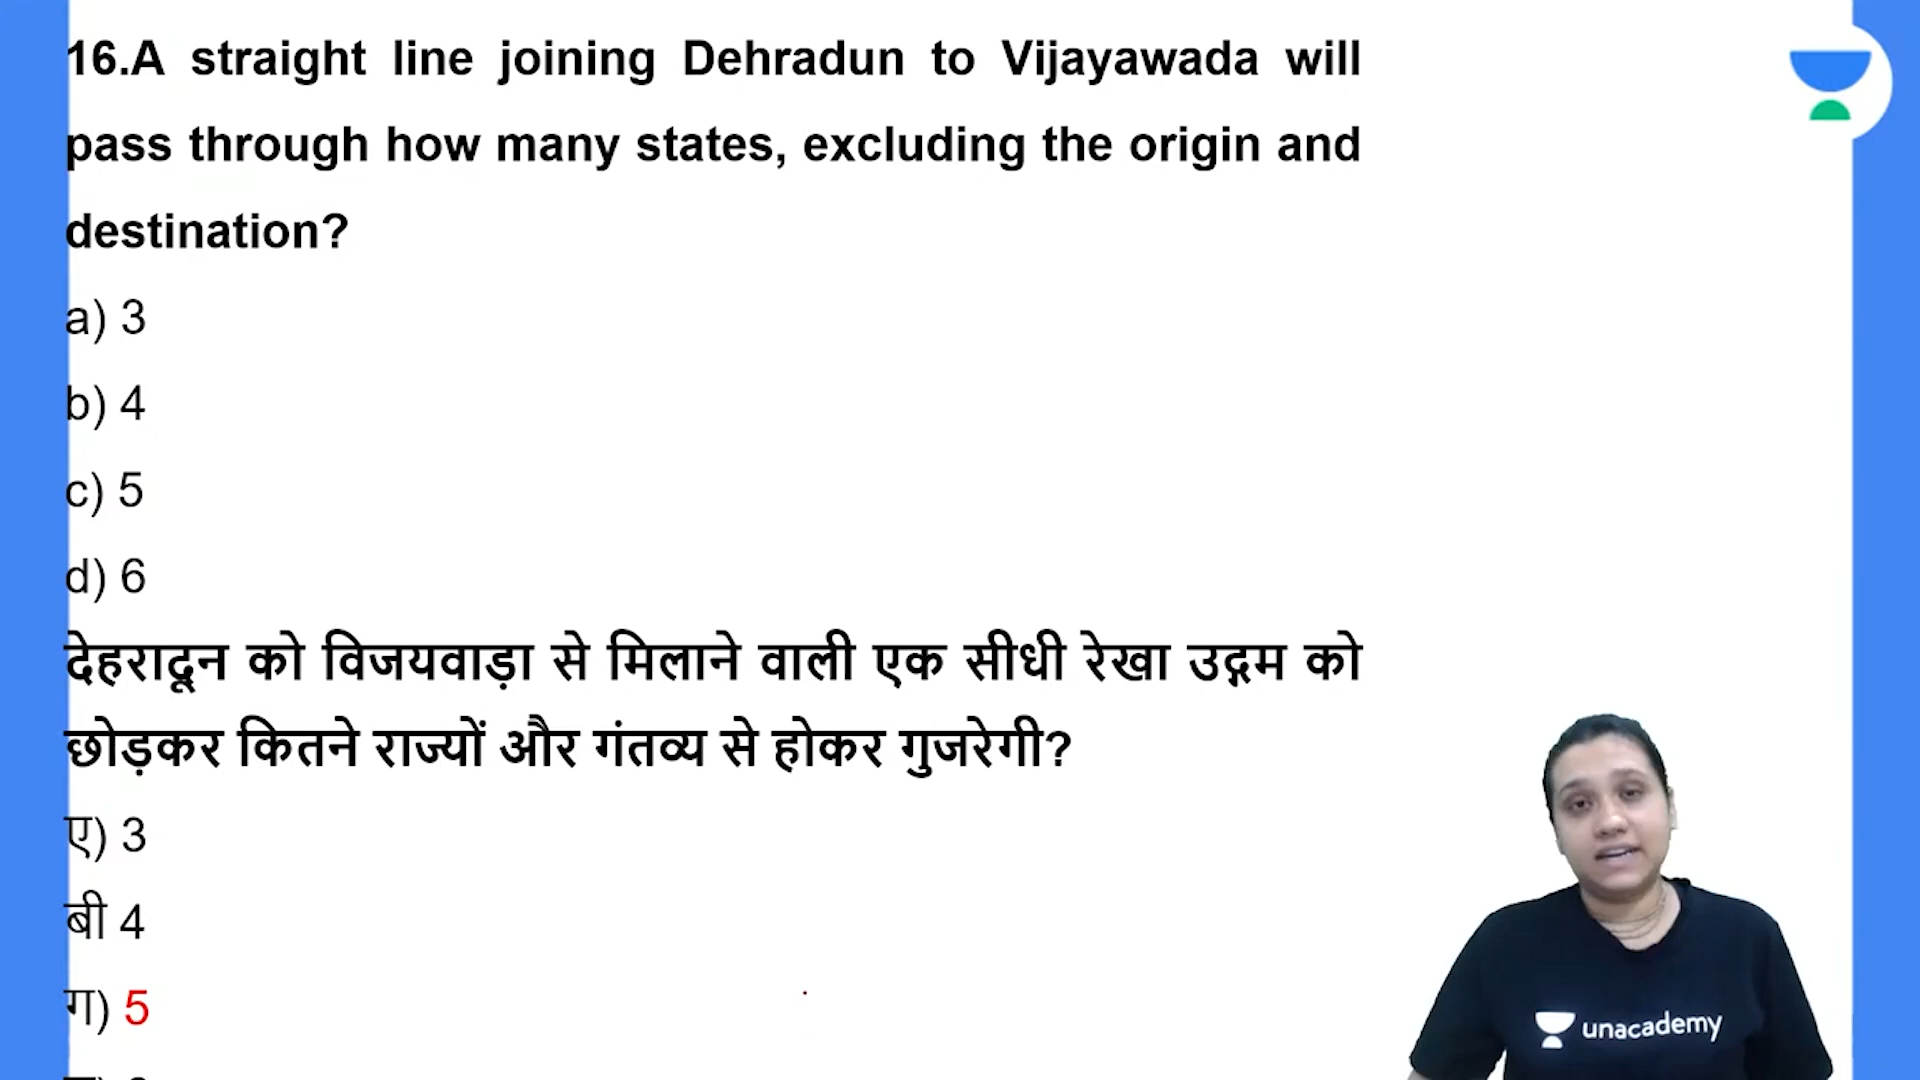 16.A straight line joining Dehradun to Vijayawada will
pass through how many states, excluding the origin and
destination?
a) 3
b) 4
c) 5
d) 6
देहरादून को विजयवाड़ा से मिलाने वाली एक सीधी रेखा उद्गम को
छोड़कर कितने राज्यों और गंतव्य से होकर गुजरेगी?
ए) 3
बी 4
ग) 5
unacademy